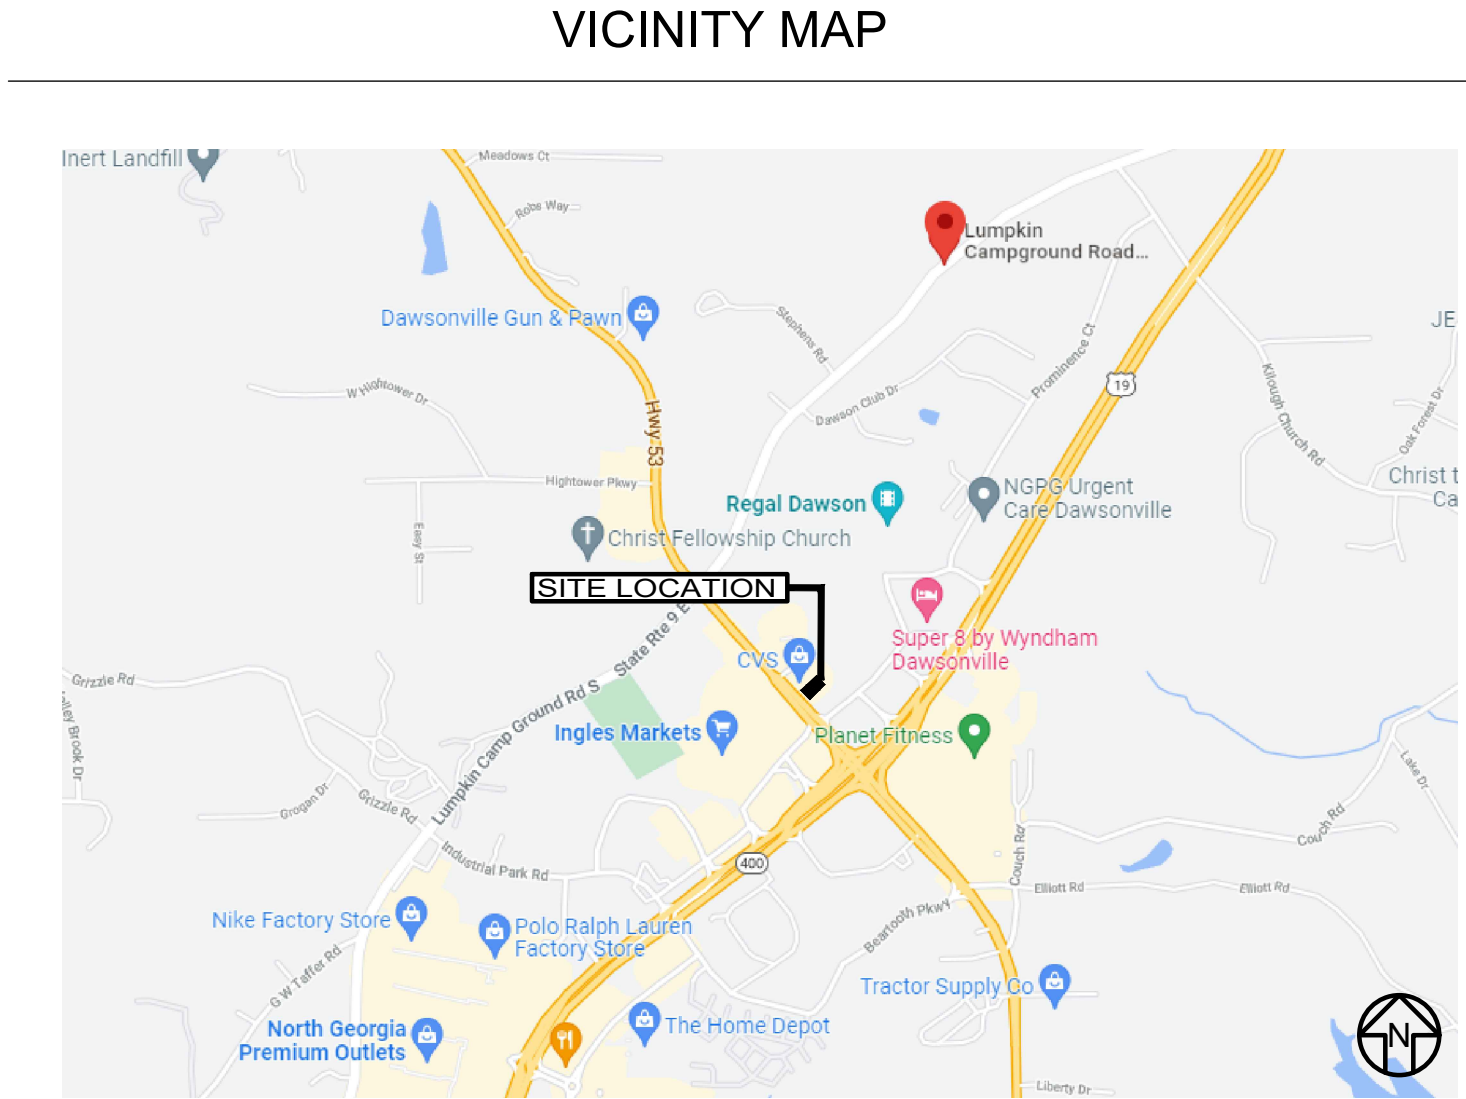 VICINITY MAP
Inert Landfill
Meadows Ct
Robs Way
Lumpkin
Campground Road...
Dawsonville Gun & Pawn
Stephens Rd
JE
Prominence Ct
19
W Hightower Dr
Dawson Club Dr
Kilough Church Rd
Oak Forest Dr
Hwy 53
Hightower Pkwy
Regal Dawson
NGPG Urgent
Care Dawsonville
Christ t
Ca
Easy St
Christ Fellowship Church
SITE LOCATION
State Rte 9 E
Super 8 by Wyndham
Dawsonville
CVS
Grizzle Rd
Lumpkin Camp Ground Rd S
Ingles Markets
Planet Fitness
Valley Brook Dr
Lake Dr
Grogan Dr
Grizzle Rd
Couch Rd
Couch Rd
Industrial Park Rd
400
Elliott Rd
Elliott Rd
Nike Factory Store
Polo Ralph Lauren
Factory Store
Beartooth Pkwy
G W Taffer Rd
Tractor Supply Co
North Georgia
Premium Outlets
The Home Depot
N
Liberty Dr